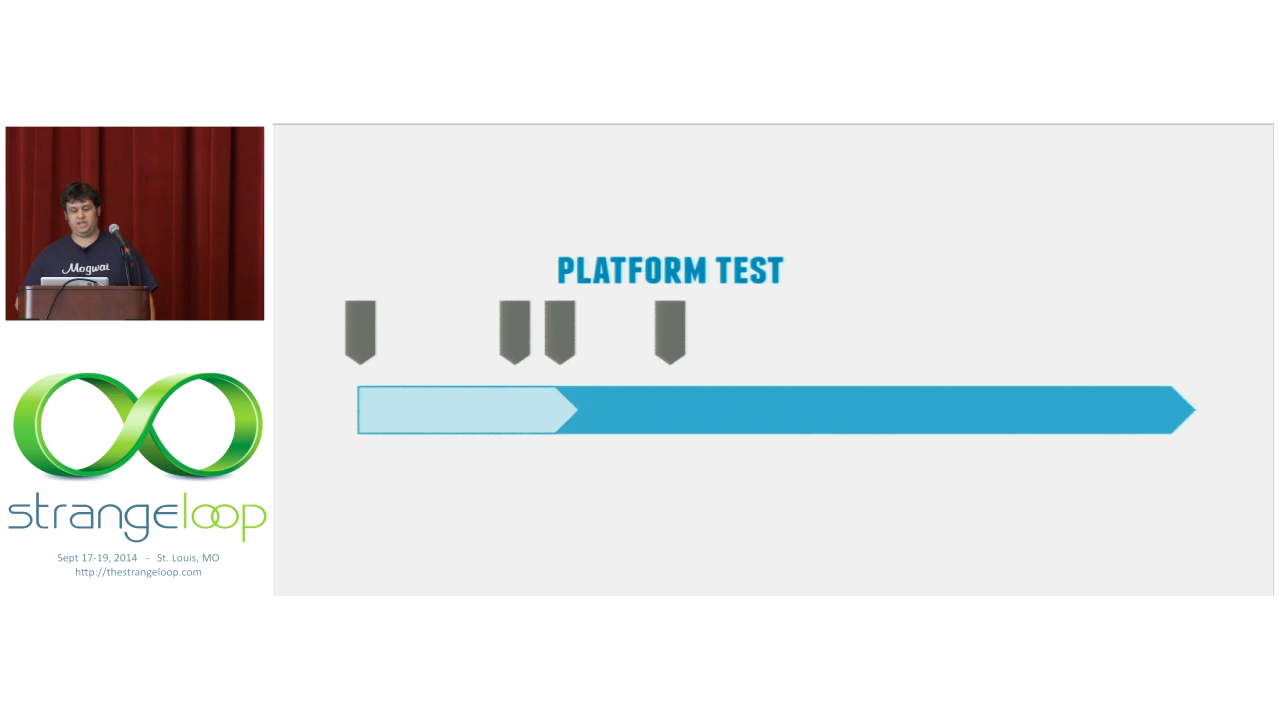 PLATFORM TEST
Mogwai
strangeloop
Sept 17-19, 2014 - St. Louis, MO
http://thestrangeloop.com